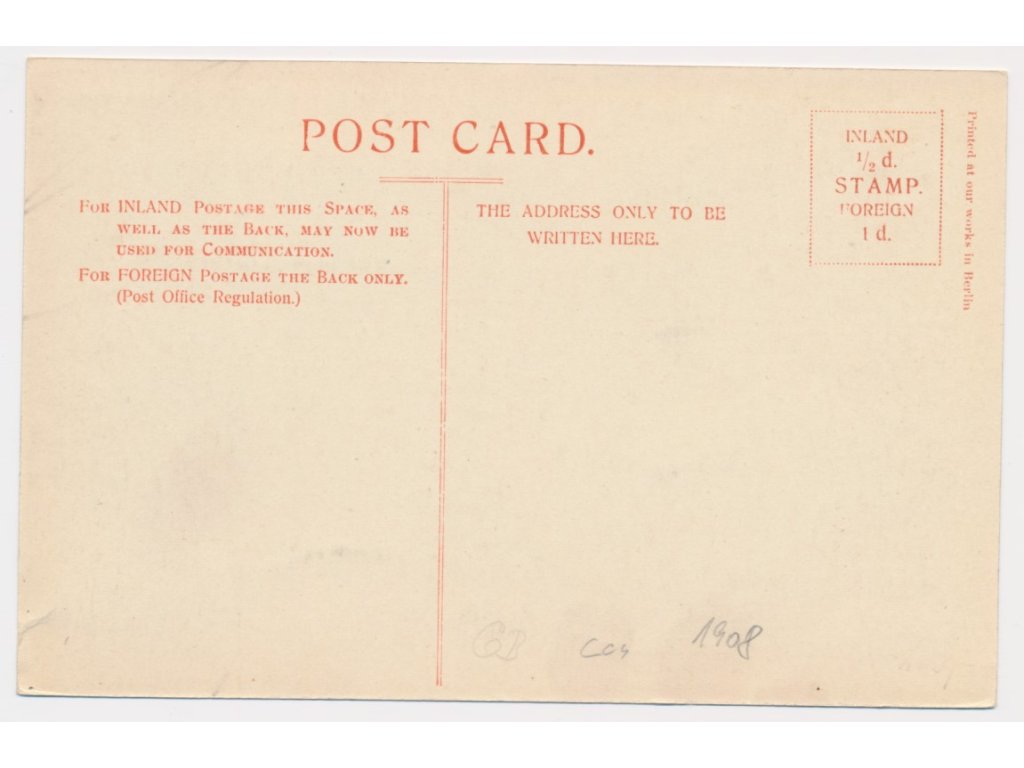 POST CARD.
For INLAND Postage this Space, as
well as the Back, may now be
used for Communication.
For FOREIGN Postage the Back only.
(Post Office Regulation.)
THE ADDRESS ONLY TO BE
WRITTEN HERE.
INLAND
½ d.
STAMP.
FOREIGN
1 d.
Printed at our works in Berlin
1908